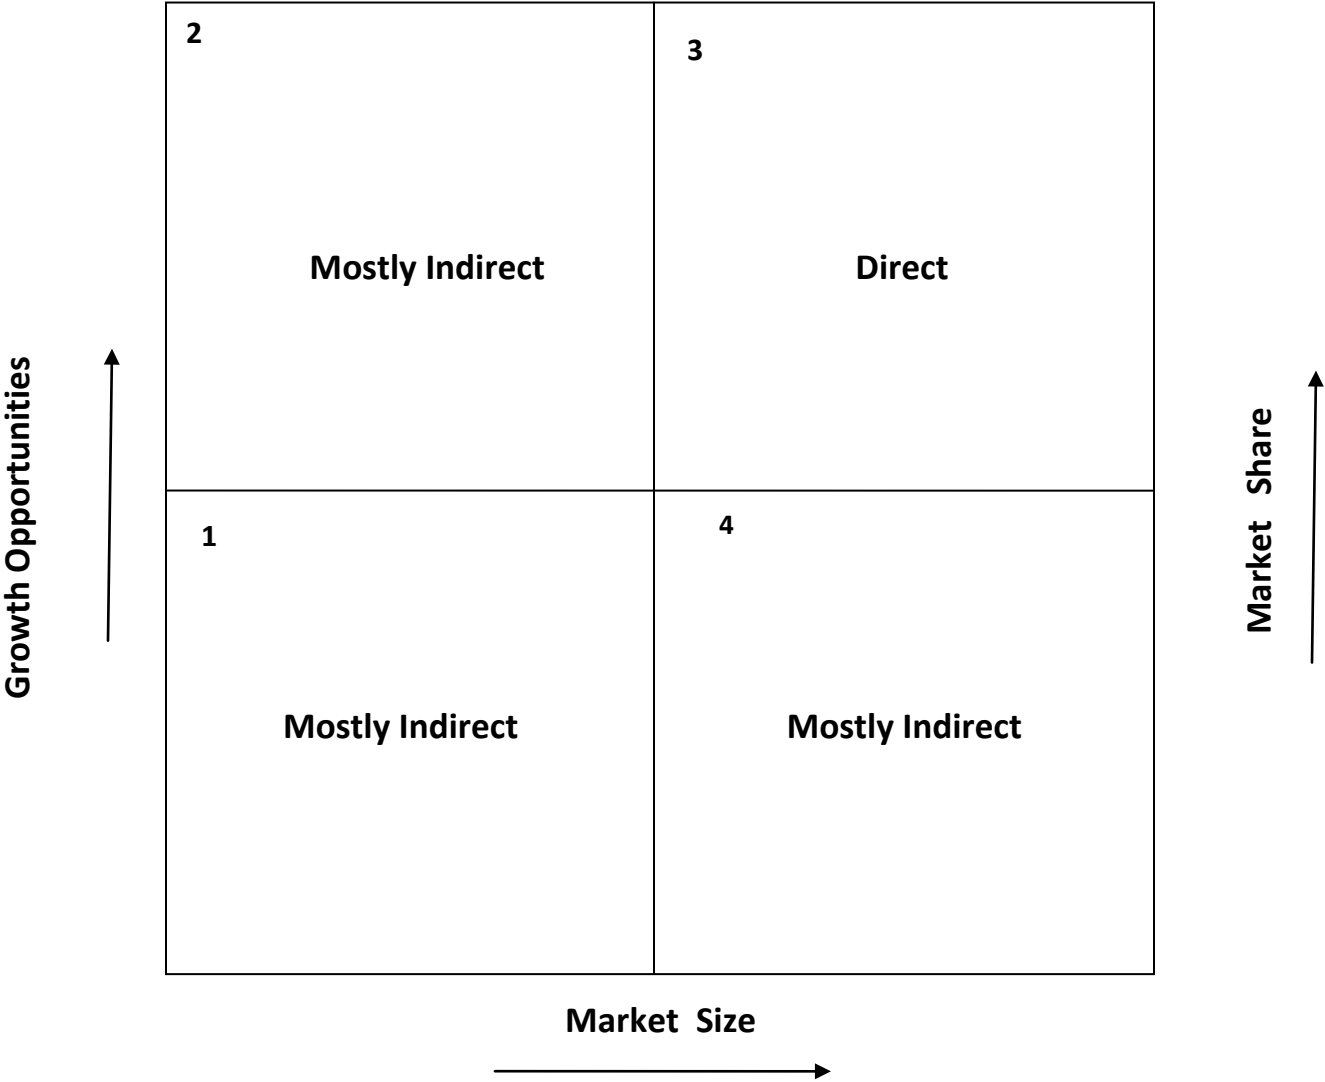 2
3
Mostly Indirect
Direct
Growth Opportunities
Market Share
1
4
Mostly Indirect
Mostly Indirect
Market Size